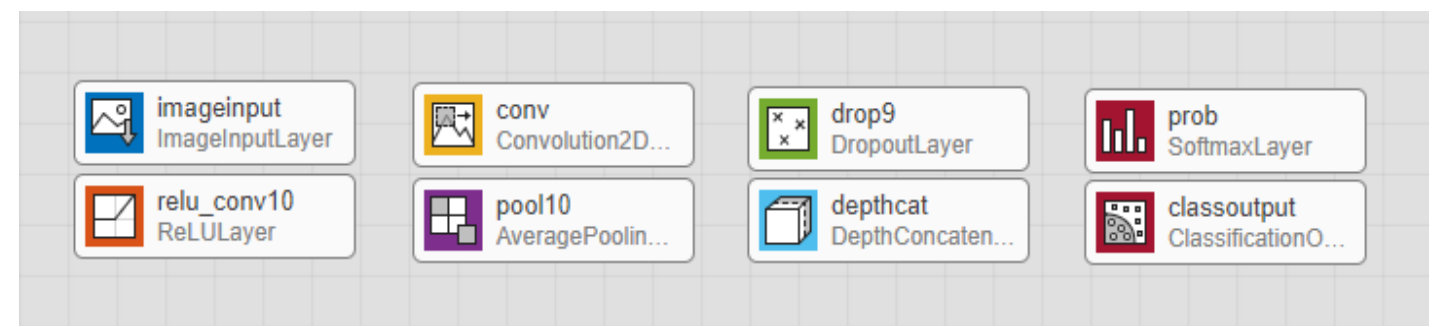 imageinput
ImageInputLayer
conv
Convolution2D...
drop9
DropoutLayer
prob
SoftmaxLayer
relu_conv10
ReLULayer
pool10
AveragePoolin...
depthcat
DepthConcaten...
classoutput
ClassificationO...